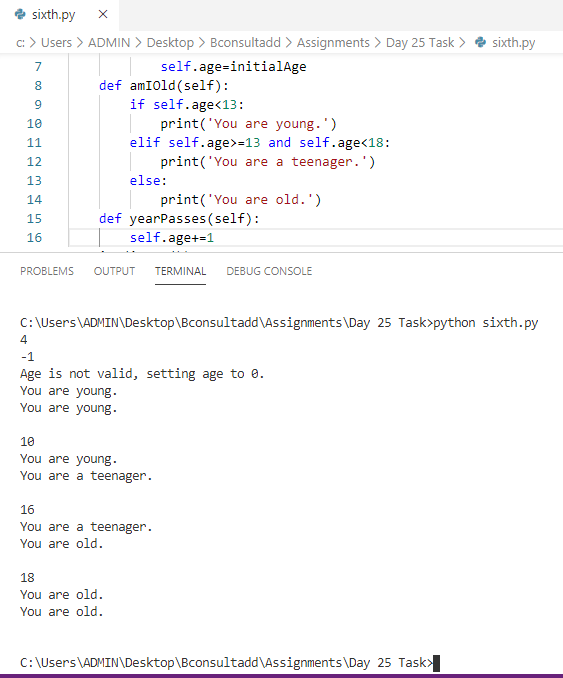 sixth.py ×
c: > Users > ADMIN > Desktop > Bconsultadd > Assignments > Day 25 Task > sixth.py
7 self.age=initialAge
8 def amIOld(self):
9 if self.age<13:
10 print('You are young.')
11 elif self.age>=13 and self.age<18:
12 print('You are a teenager.')
13 else:
14 print('You are old.')
15 def yearPasses(self):
16 self.age+=1
PROBLEMS OUTPUT TERMINAL DEBUG CONSOLE
C:\Users\ADMIN\Desktop\Bconsultadd\Assignments\Day 25 Task>python sixth.py
4
-1
Age is not valid, setting age to 0.
You are young.
You are young.
10
You are young.
You are a teenager.
16
You are a teenager.
You are old.
18
You are old.
You are old.
C:\Users\ADMIN\Desktop\Bconsultadd\Assignments\Day 25 Task>